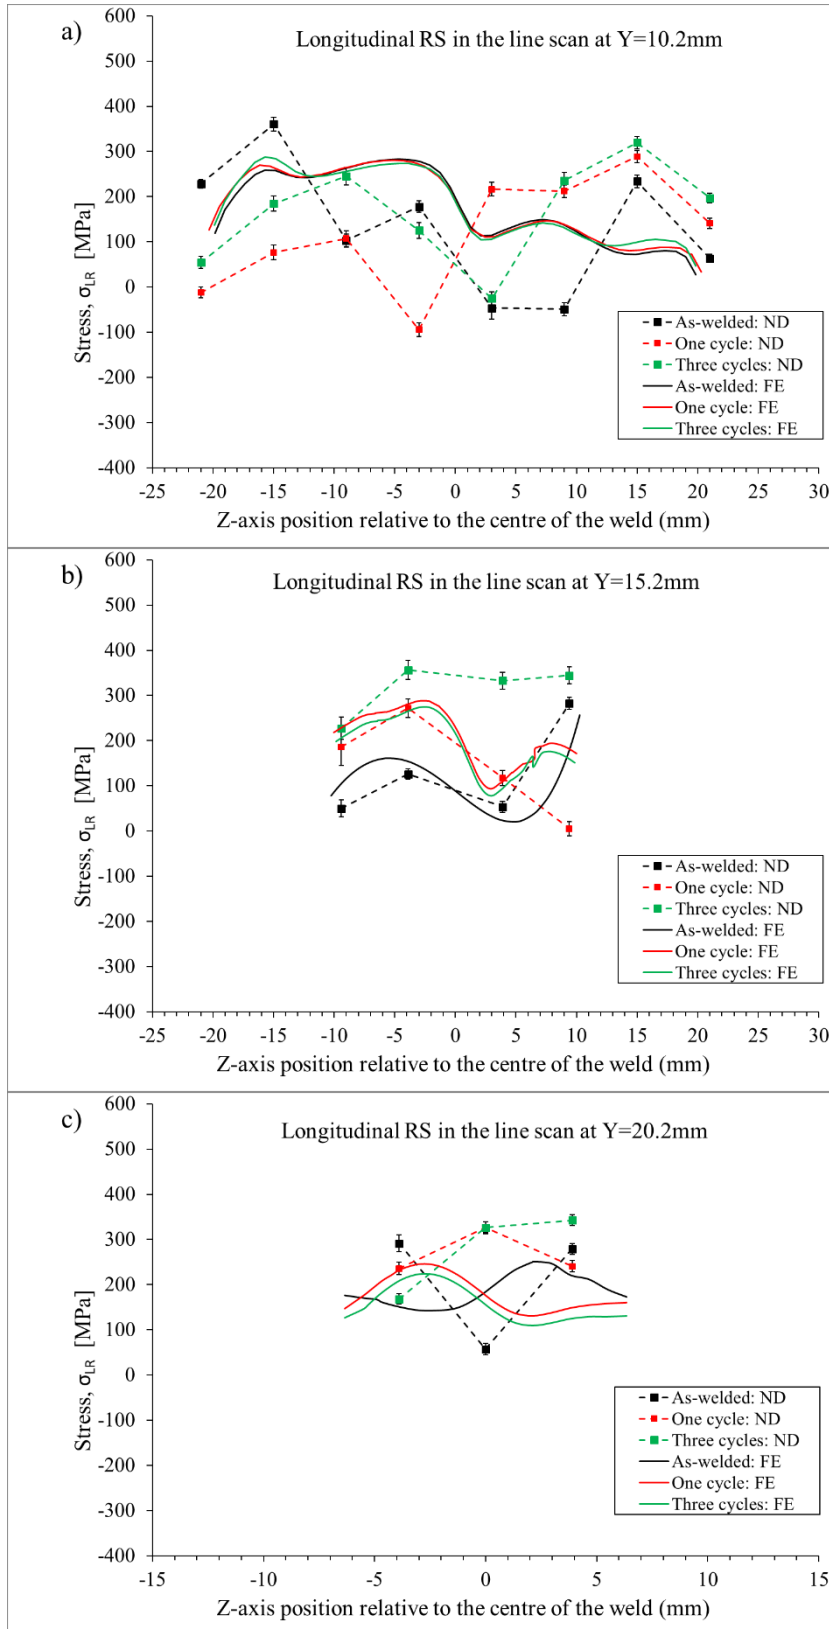 a)
Longitudinal RS in the line scan at Y=10.2mm
600
500
400
300
200
100
0
-100
-200
-300
-400
Stress, σLR [MPa]
As-welded: ND
One cycle: ND
Three cycles: ND
As-welded: FE
One cycle: FE
Three cycles: FE
-25 -20 -15 -10 -5 0 5 10 15 20 25 30
Z-axis position relative to the centre of the weld (mm)
b)
Longitudinal RS in the line scan at Y=15.2mm
600
500
400
300
200
100
0
-100
-200
-300
-400
Stress, σLR [MPa]
As-welded: ND
One cycle: ND
Three cycles: ND
As-welded: FE
One cycle: FE
Three cycles: FE
-25 -20 -15 -10 -5 0 5 10 15 20 25 30
Z-axis position relative to the centre of the weld (mm)
c)
Longitudinal RS in the line scan at Y=20.2mm
600
500
400
300
200
100
0
-100
-200
-300
-400
Stress, σLR [MPa]
As-welded: ND
One cycle: ND
Three cycles: ND
As-welded: FE
One cycle: FE
Three cycles: FE
-15 -10 -5 0 5 10 15
Z-axis position relative to the centre of the weld (mm)